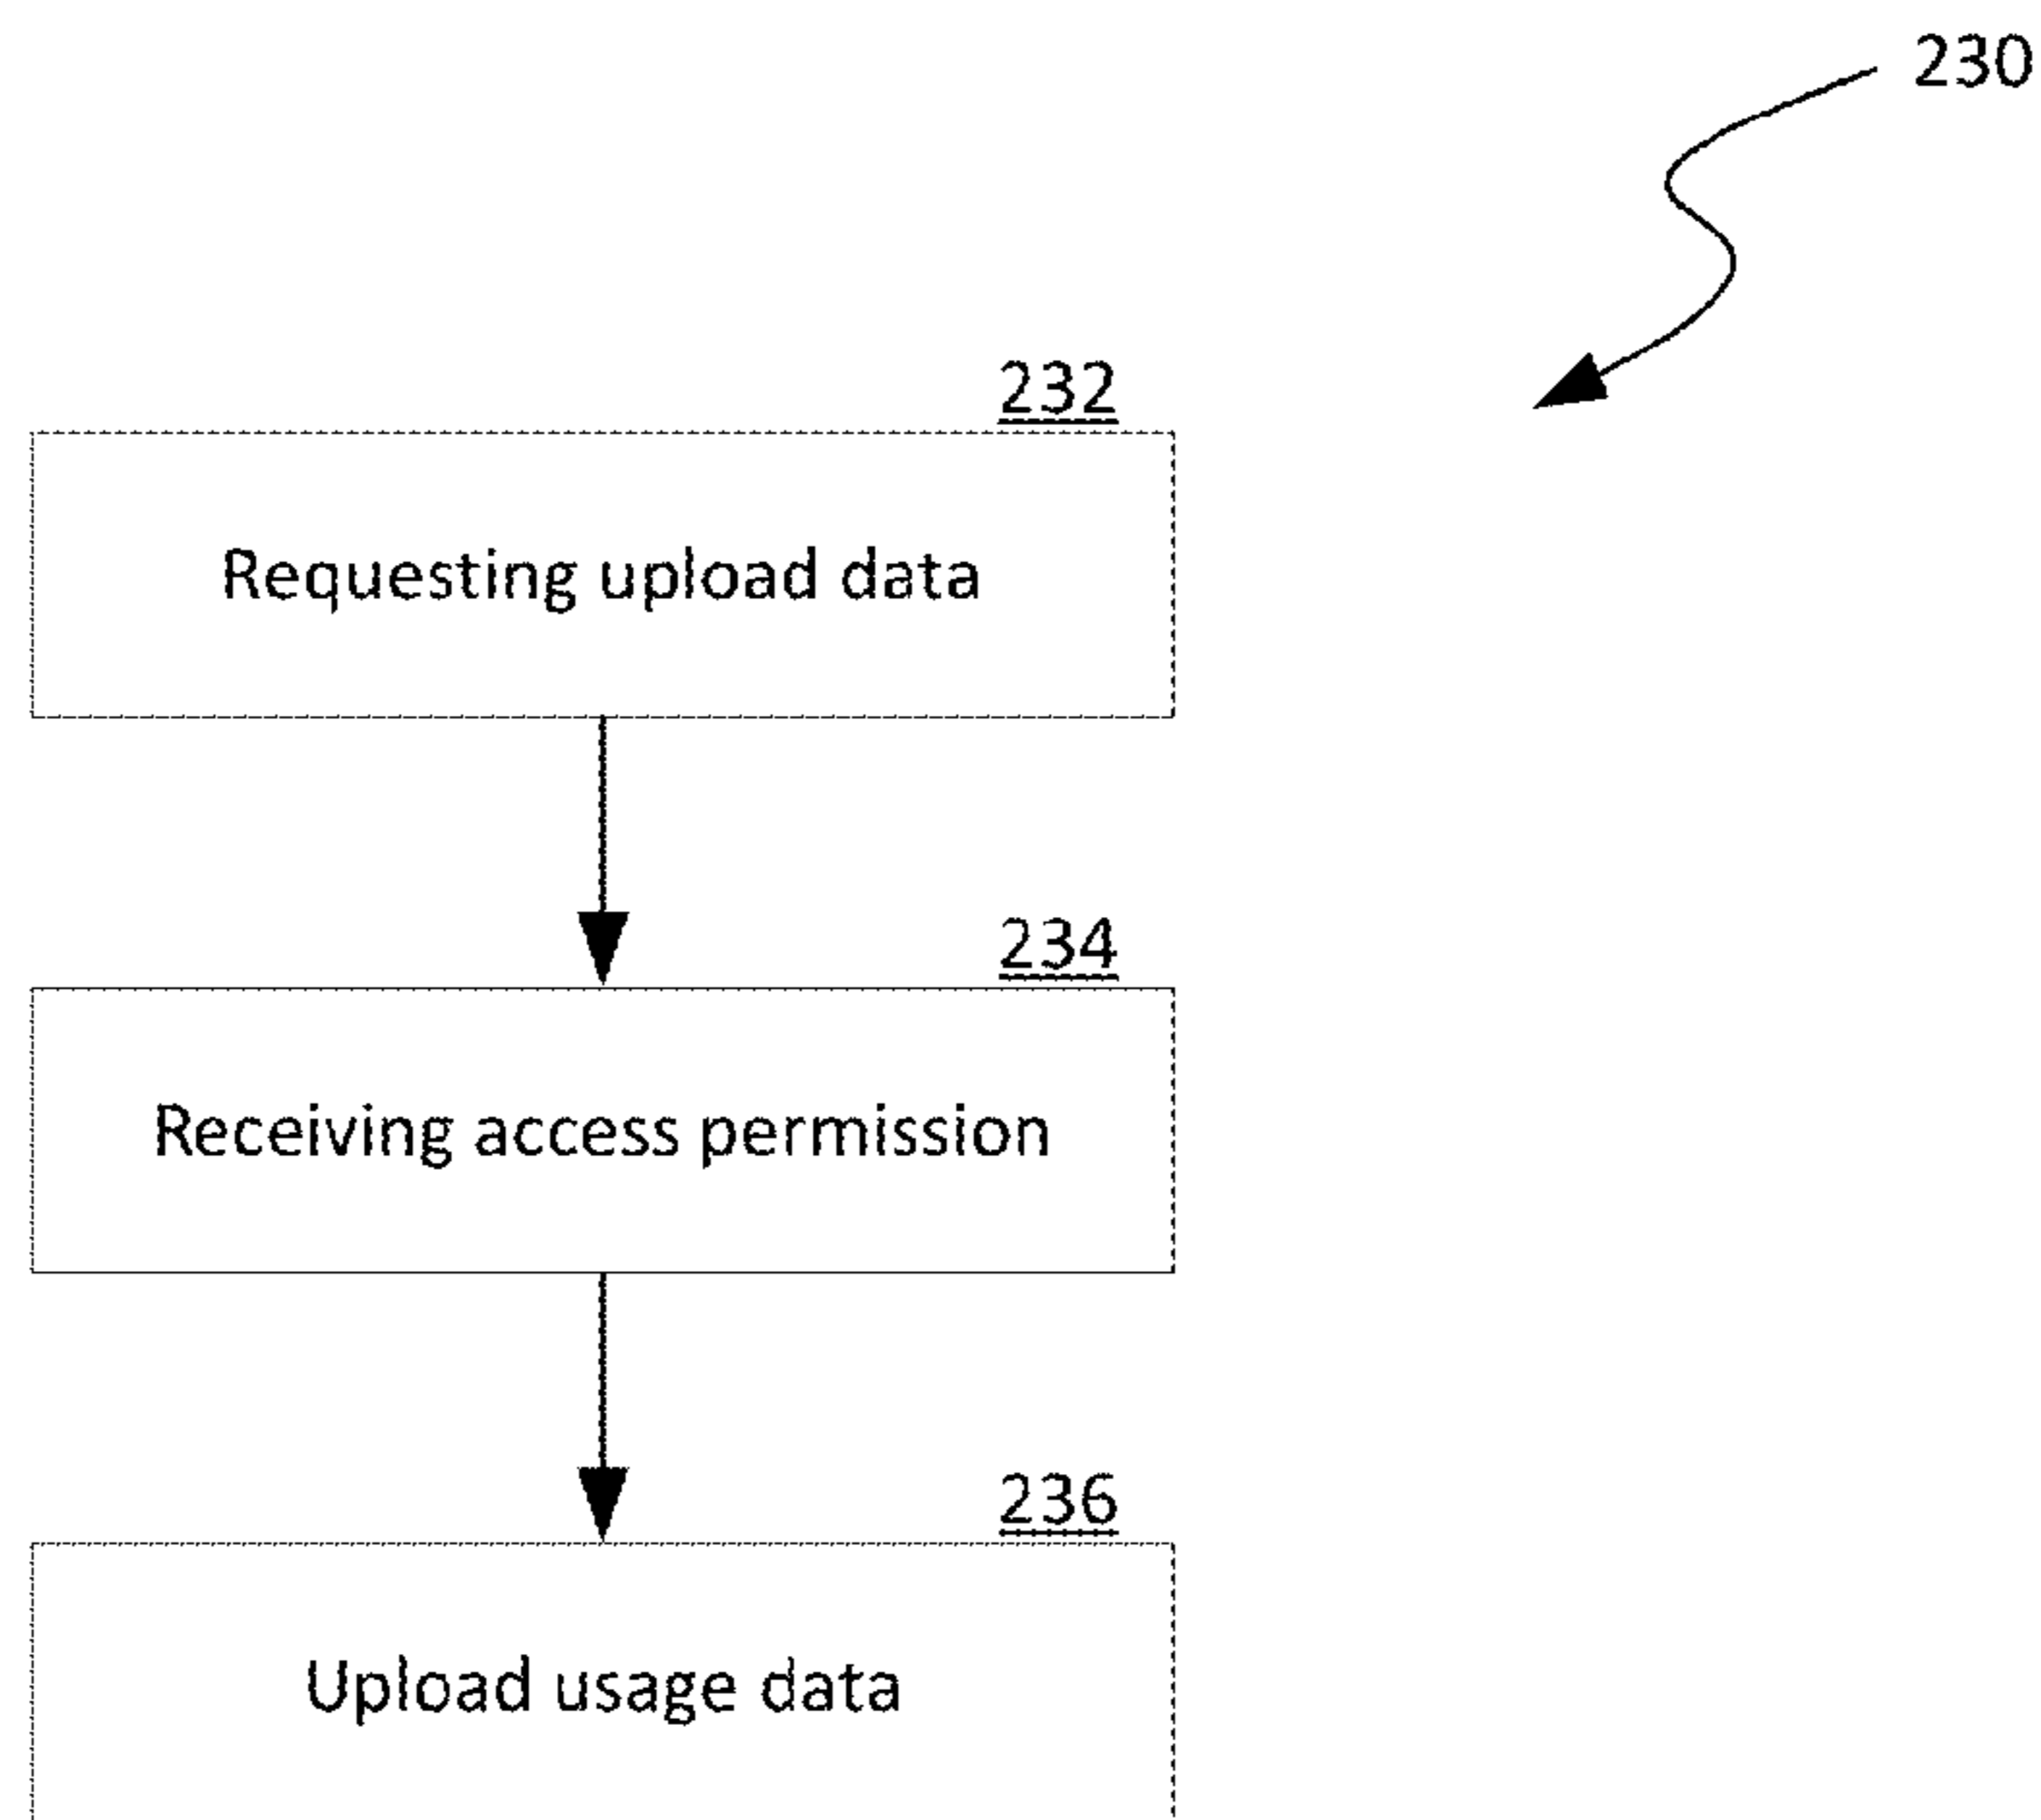 230
232
Requesting upload data
234
Receiving access permission
236
Upload usage data